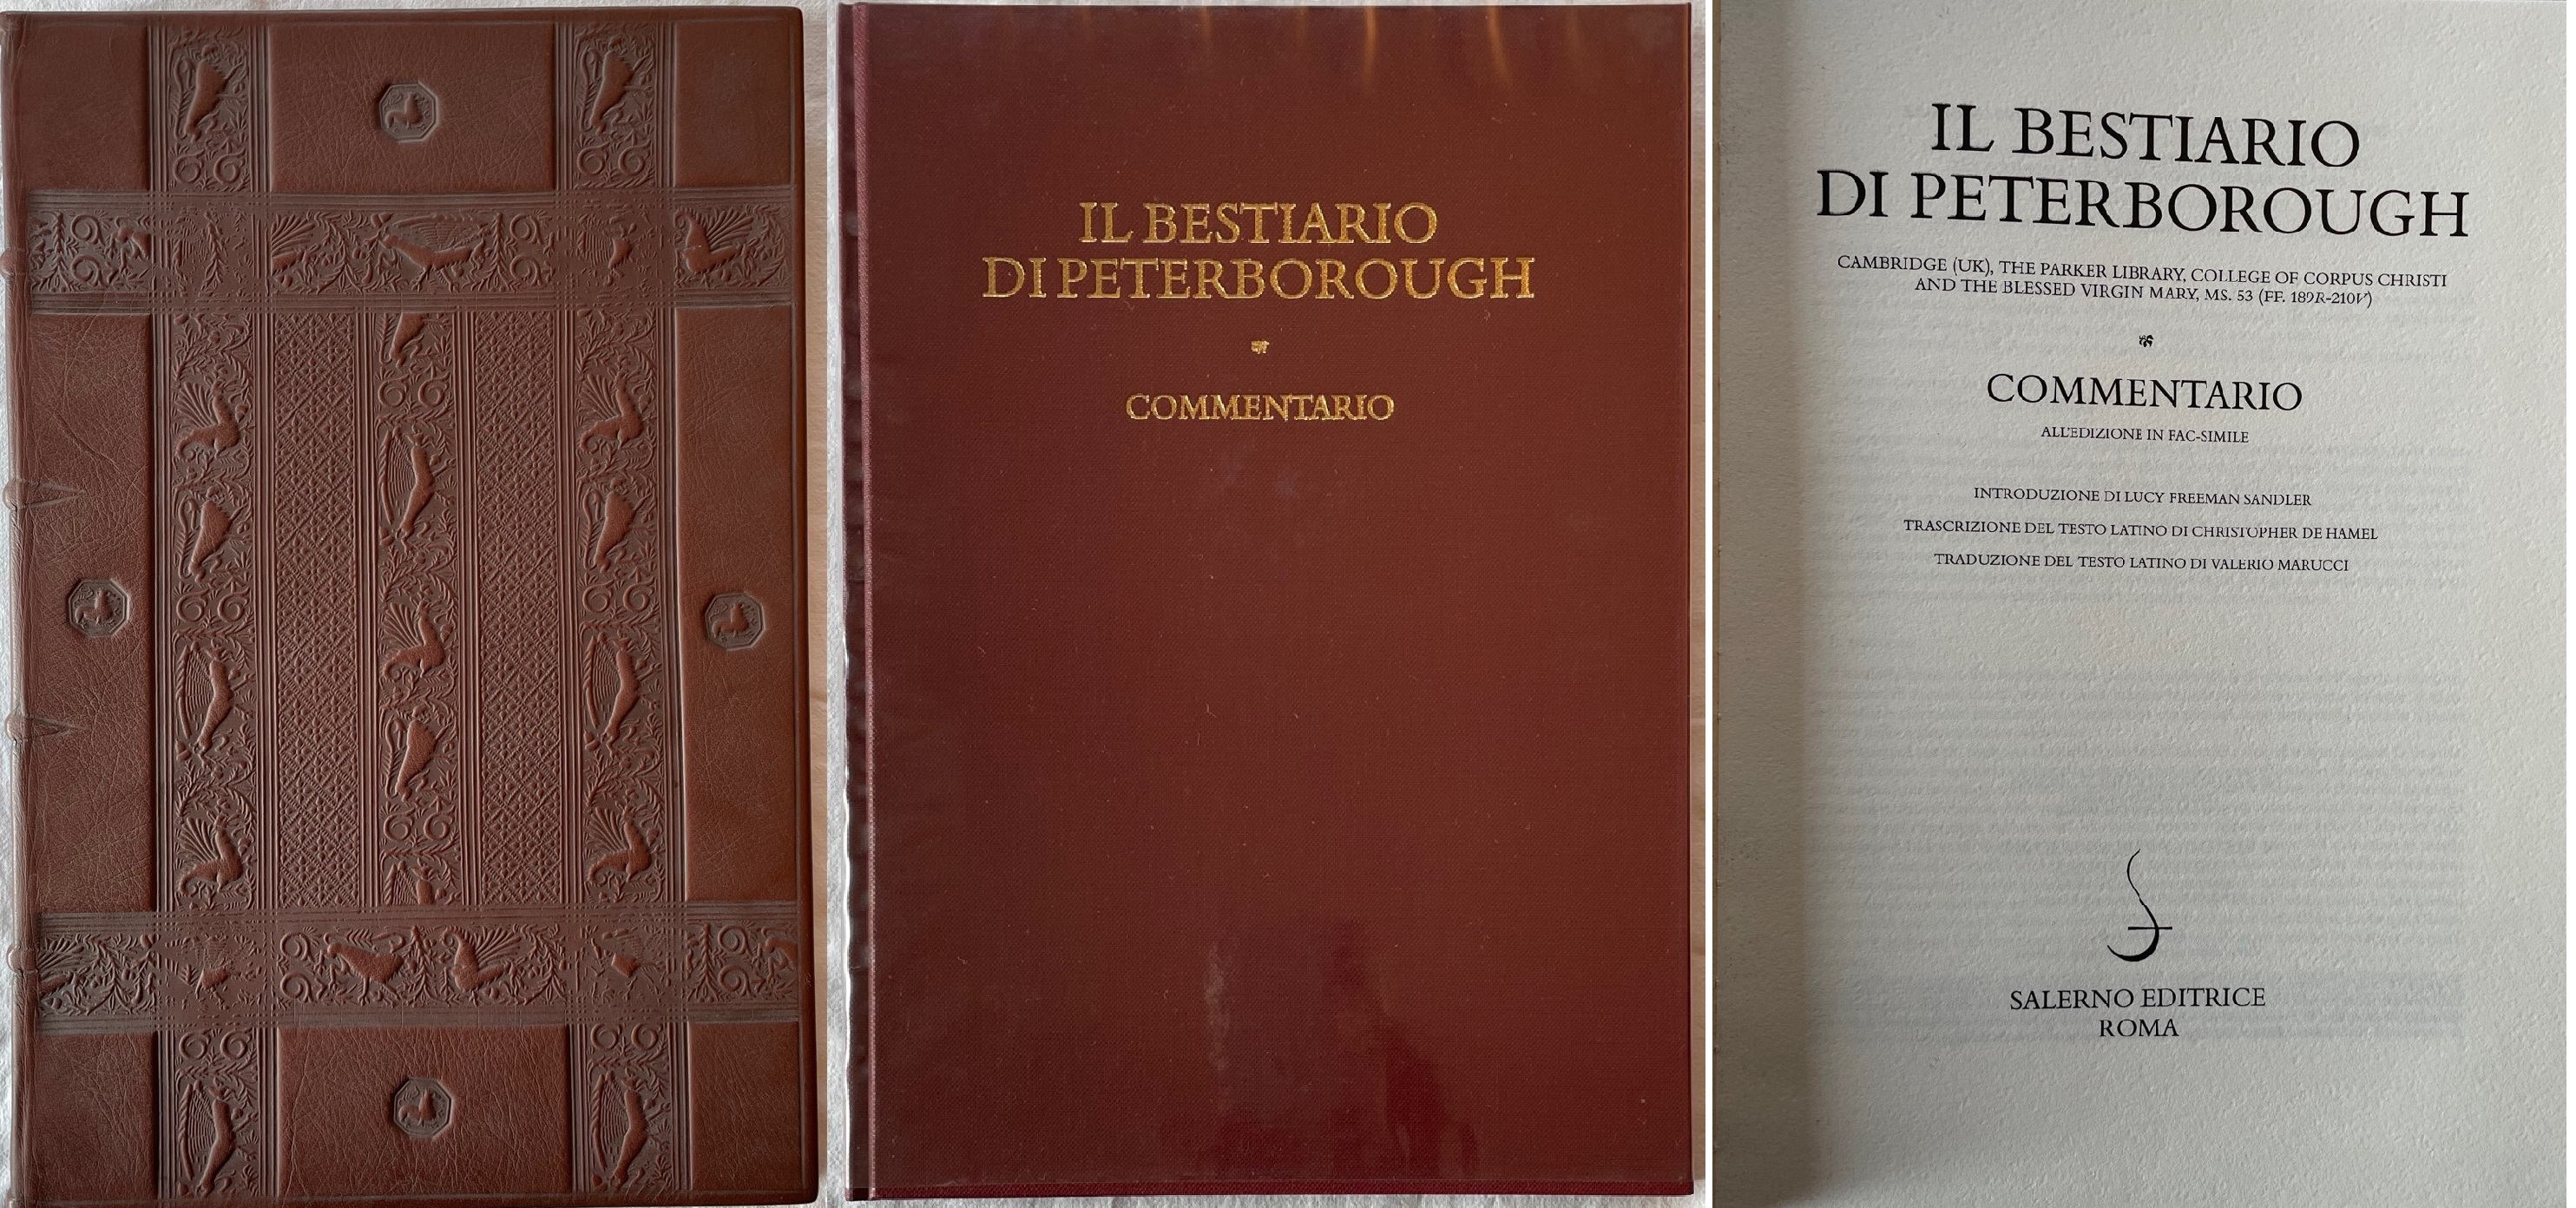 IL BESTIARIO
DI PETERBOROUGH
COMMENTARIO
IL BESTIARIO
DI PETERBOROUGH
CAMBRIDGE (UK), THE PARKER LIBRARY, COLLEGE OF CORPUS CHRISTI
AND THE BLESSED VIRGIN MARY, MS. 53 (FF. 189R-210V)
COMMENTARIO
ALL'EDIZIONE IN FAC-SIMILE
INTRODUZIONE DI LUCY FREEMAN SANDLER
TRASCRIZIONE DEL TESTO LATINO DI CHRISTOPHER DE HAMEL
TRADUZIONE DEL TESTO LATINO DI VALERIO MARUCCI
SALERNO EDITRICE
ROMA